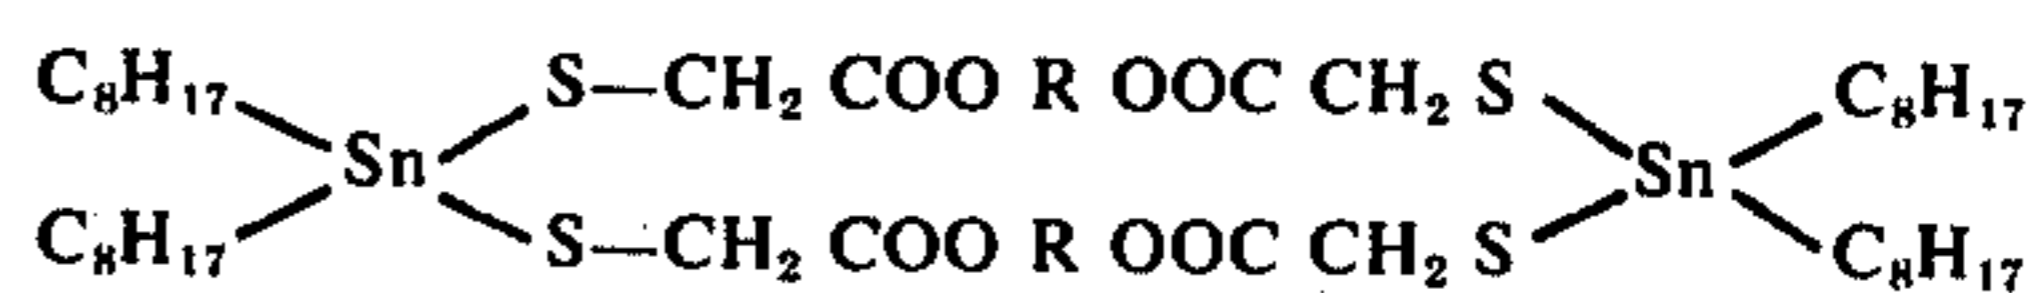 C₈H₁₇ S—CH₂ COO R OOC CH₂ S C₈H₁₇
Sn Sn
C₈H₁₇ S—CH₂ COO R OOC CH₂ S C₈H₁₇